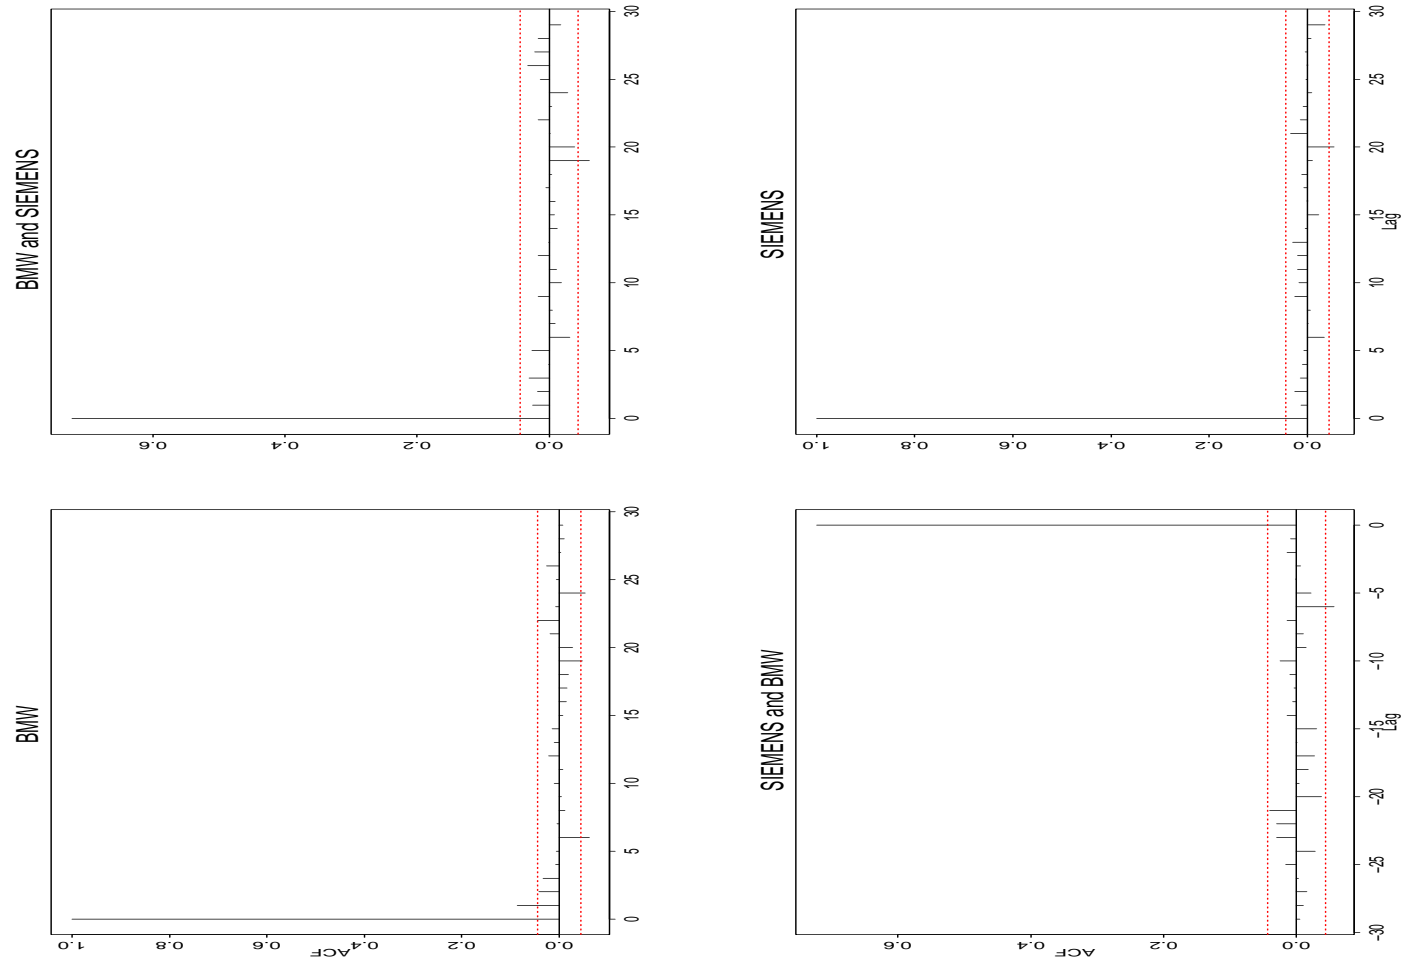 BMW
ACF
0.0 0.2 0.4 0.6 0.8 1.0
0 5 10 15 20 25 30
BMW and SIEMENS
0.0 0.2 0.4 0.6
0 5 10 15 20 25 30
SIEMENS and BMW
ACF
0.0 0.2 0.4 0.6
-30 -25 -20 -15 -10 -5 0
Lag
SIEMENS
0.0 0.2 0.4 0.6 0.8 1.0
0 5 10 15 20 25 30
Lag